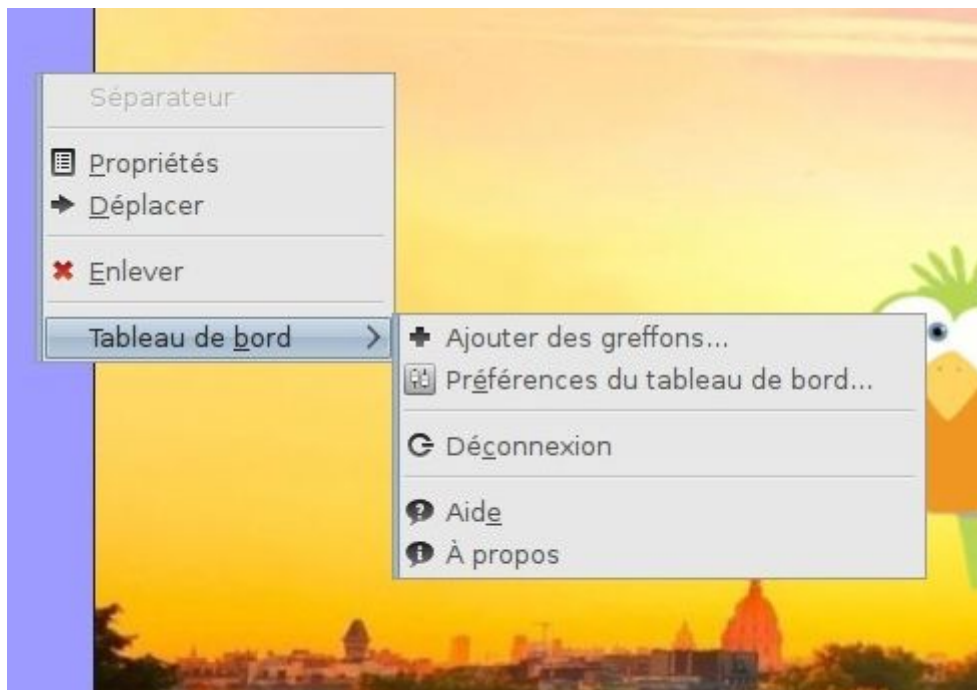 Séparateur
Propriétés
Déplacer
Enlever
Tableau de bord
Ajouter des greffons...
Préférences du tableau de bord...
Déconnexion
Aide
À propos